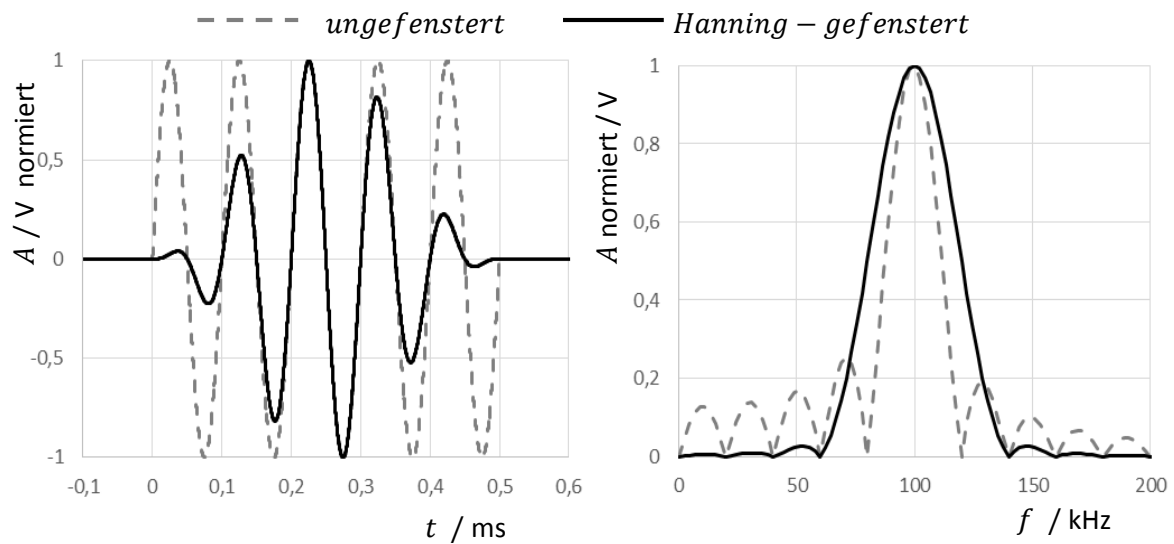 ungefenstert Hanning − gefenstert
A / V normiert
1
0,5
0
-0,5
-1
-0,1 0 0,1 0,2 0,3 0,4 0,5 0,6
t / ms
A normiert / V
1
0,8
0,6
0,4
0,2
0
0 50 100 150 200
f / kHz